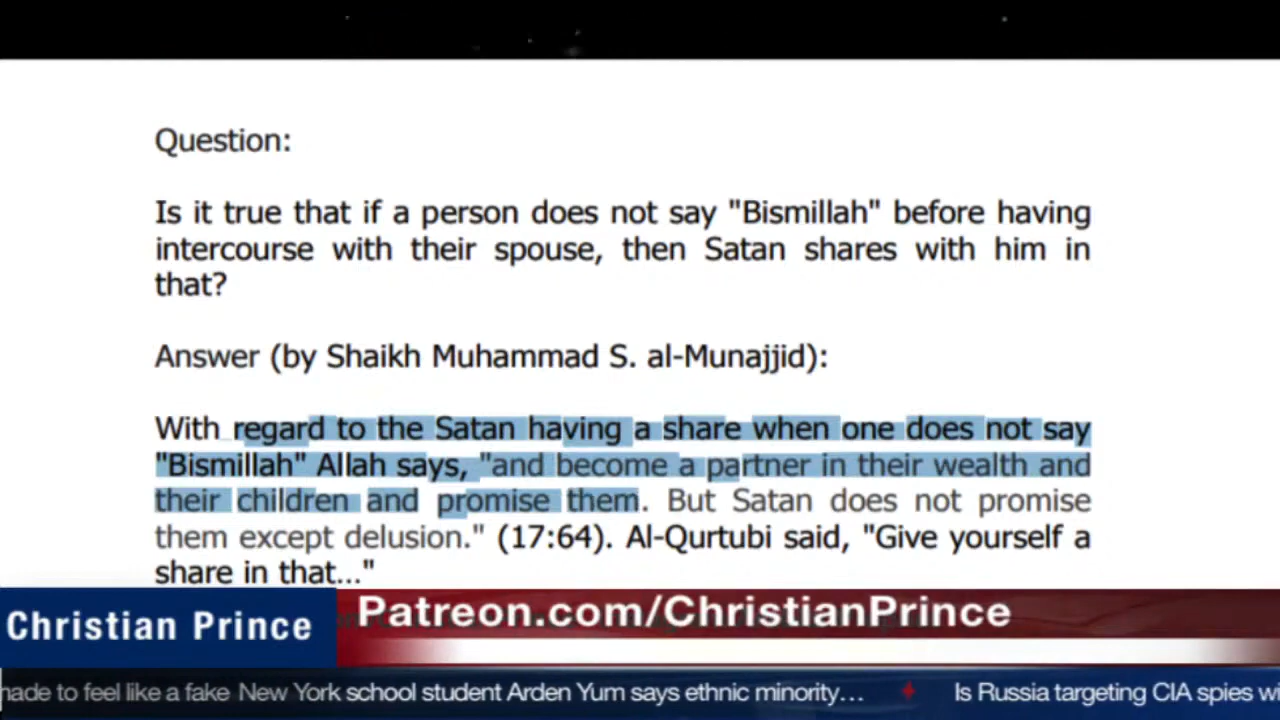 Question:
Is it true that if a person does not say "Bismillah" before having
intercourse with their spouse, then Satan shares with him in
that?
Answer (by Shaikh Muhammad S. al-Munajjid):
With regard to the Satan having a share when one does not say
"Bismillah" Allah says, "and become a partner in their wealth and
their children and promise them. But Satan does not promise
them except delusion." (17:64). Al-Qurtubi said, "Give yourself a
share in that..."
Christian Prince
Patreon.com/ChristianPrince
made to feel like a fake New York school student Arden Yum says ethnic minority... Is Russia targeting CIA spies wi